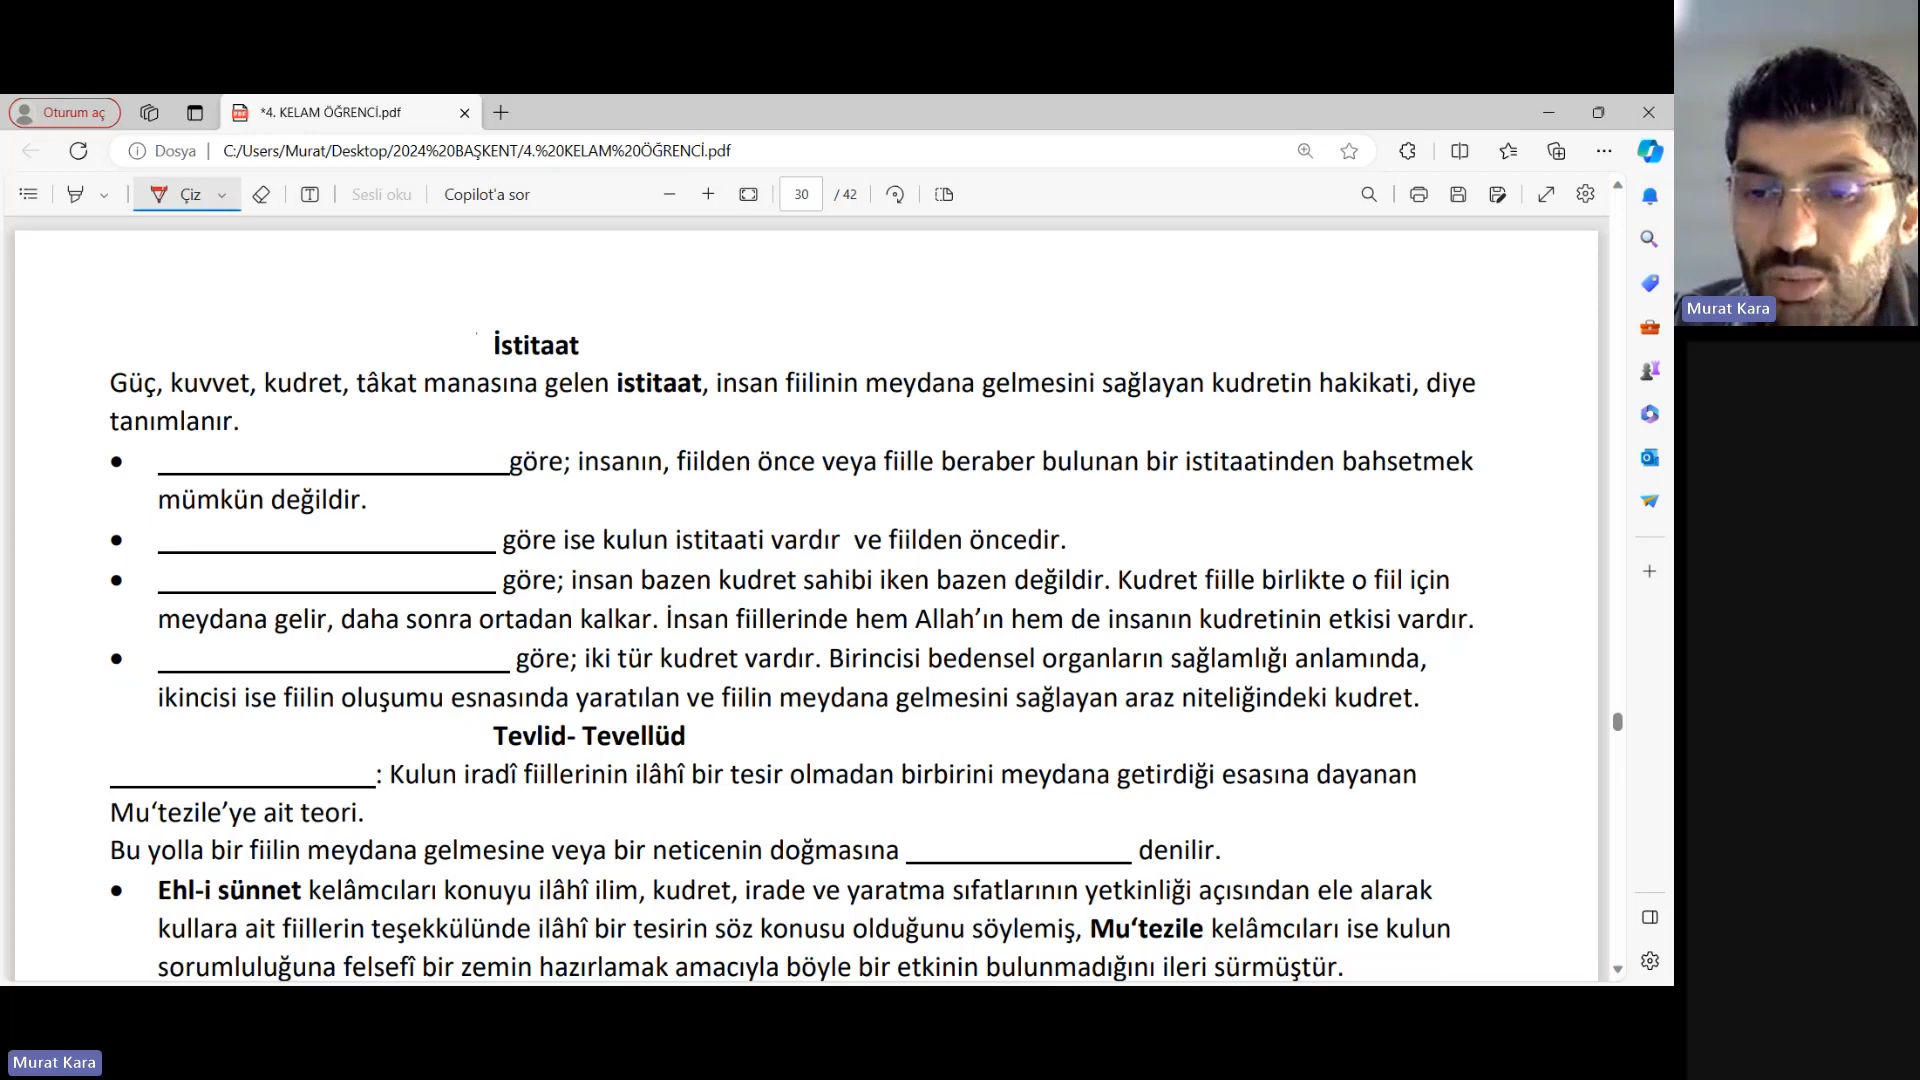 Oturum aç
*4. KELAM ÖĞRENCİ.pdf
Dosya
C:/Users/Murat/Desktop/2024%20BAŞKENT/4.%20KELAM%20ÖĞRENCİ.pdf
Çiz
Sesli oku
Copilot'a sor
30
/ 42
İstitaat
Güç, kuvvet, kudret, tâkat manasına gelen istitaat, insan fiilinin meydana gelmesini sağlayan kudretin hakikati, diye
tanımlanır.
• __________________________göre; insanın, fiilden önce veya fiille beraber bulunan bir istitaatinden bahsetmek
mümkün değildir.
• _________________________ göre ise kulun istitaati vardır  ve fiilden öncedir.
• _________________________ göre; insan bazen kudret sahibi iken bazen değildir. Kudret fiille birlikte o fiil için
meydana gelir, daha sonra ortadan kalkar. İnsan fiillerinde hem Allah’ın hem de insanın kudretinin etkisi vardır.
• __________________________ göre; iki tür kudret vardır. Birincisi bedensel organların sağlamlığı anlamında,
ikincisi ise fiilin oluşumu esnasında yaratılan ve fiilin meydana gelmesini sağlayan araz niteliğindeki kudret.
Tevlid- Tevellüd
____________________: Kulun iradî fiillerinin ilâhî bir tesir olmadan birbirini meydana getirdiği esasına dayanan
Mu‘tezile’ye ait teori.
Bu yolla bir fiilin meydana gelmesine veya bir neticenin doğmasına _________________ denilir.
• Ehl-i sünnet kelâmcıları konuyu ilâhî ilim, kudret, irade ve yaratma sıfatlarının yetkinliği açısından ele alarak
kullara ait fiillerin teşekkülünde ilâhî bir tesirin söz konusu olduğunu söylemiş, Mu‘tezile kelâmcıları ise kulun
sorumluluğuna felsefî bir zemin hazırlamak amacıyla böyle bir etkinin bulunmadığını ileri sürmüştür.
Murat Kara
Murat Kara